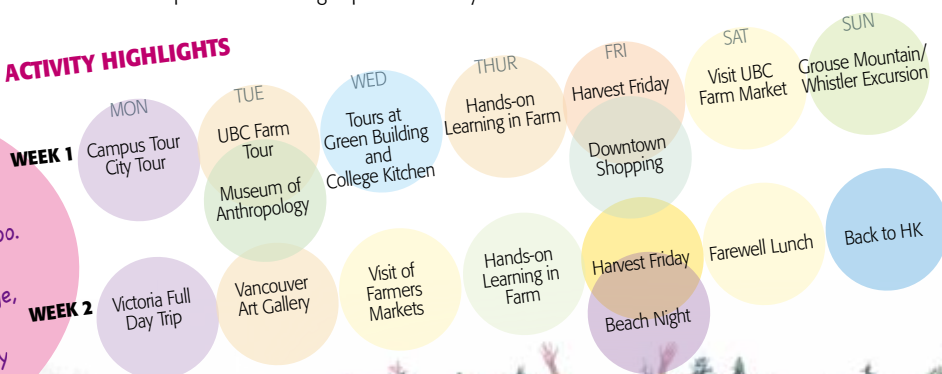 ACTIVITY HIGHLIGHTS
MON
TUE
WED
THUR
FRI
SAT
SUN
WEEK 1
Campus Tour
City Tour
UBC Farm
Tour
Museum of
Anthropology
Tours at
Green Building
and
College Kitchen
Hands-on
Learning in Farm
Harvest Friday
Downtown
Shopping
Visit UBC
Farm Market
Grouse Mountain/
Whistler Excursion
WEEK 2
Victoria Full
Day Trip
Vancouver
Art Gallery
Visit of
Farmers
Markets
Hands-on
Learning in
Farm
Harvest Friday
Beach Night
Farewell Lunch
Back to HK